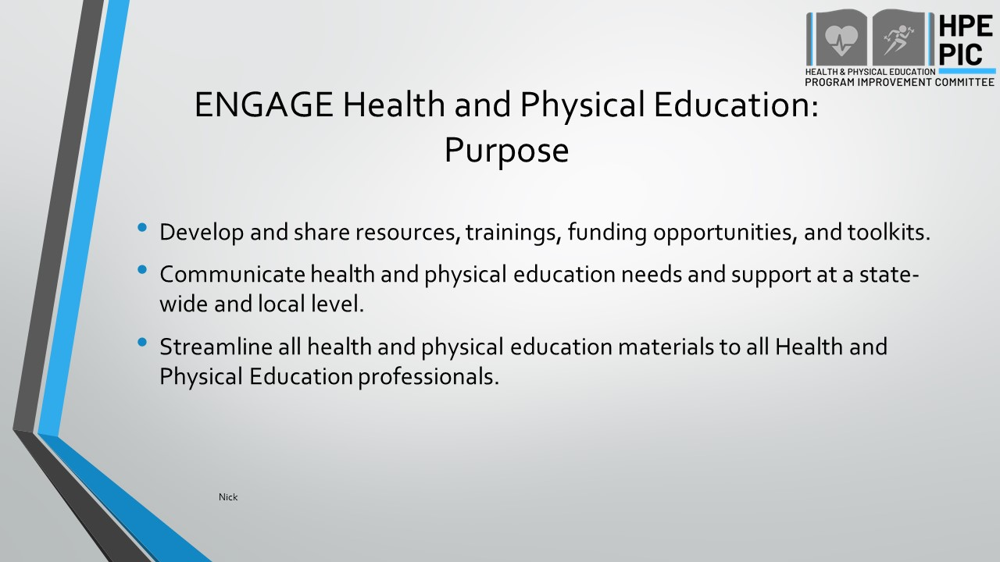 HPE
PIC
HEALTH & PHYSICAL EDUCATION
PROGRAM IMPROVEMENT COMMITTEE
ENGAGE Health and Physical Education:
Purpose
• Develop and share resources, trainings, funding opportunities, and toolkits.
• Communicate health and physical education needs and support at a state-
wide and local level.
• Streamline all health and physical education materials to all Health and
Physical Education professionals.
Nick